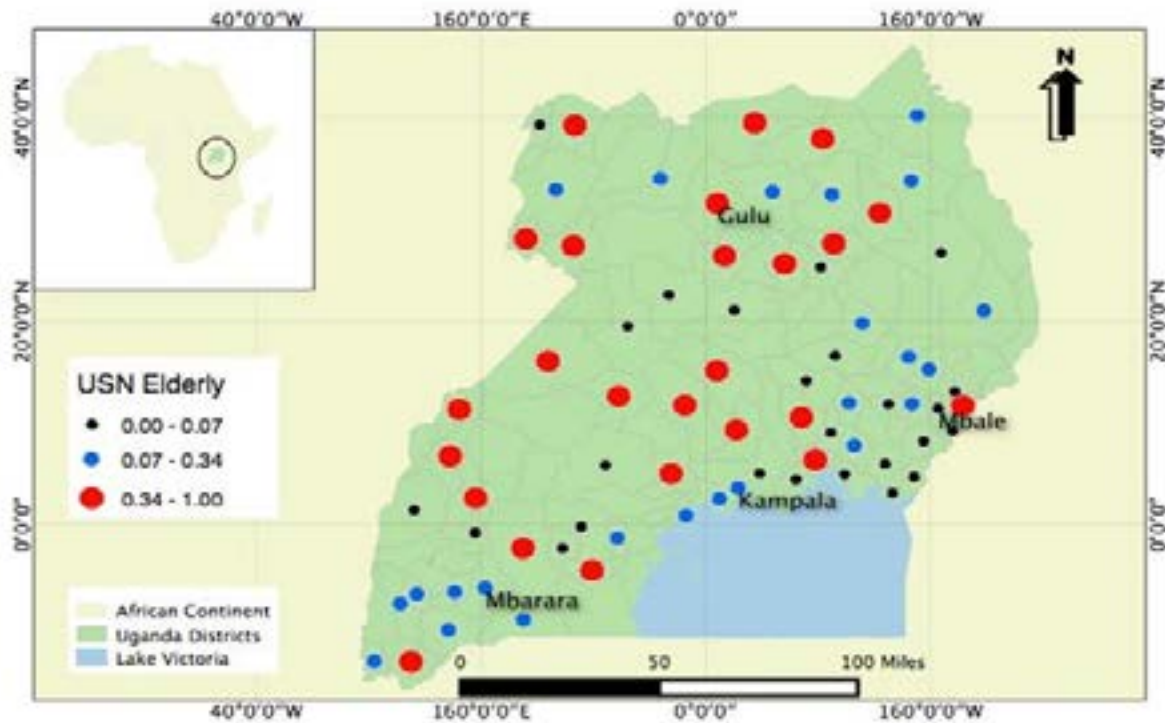 40°0'0"W 160°0'0"E 0°0'0" 160°0'0"W
N
40°0'0"N
40°0'0"N
Gulu
20°0'0"N
20°0'0"N
USN Elderly
0.00 - 0.07
0.07 - 0.34
0.34 - 1.00
Mbale
Kampala
0°0'0"
0°0'0"
Mbarara
African Continent
Uganda Districts
Lake Victoria
0 50 100 Miles
40°0'0"W 160°0'0"E 0°0'0" 160°0'0"W